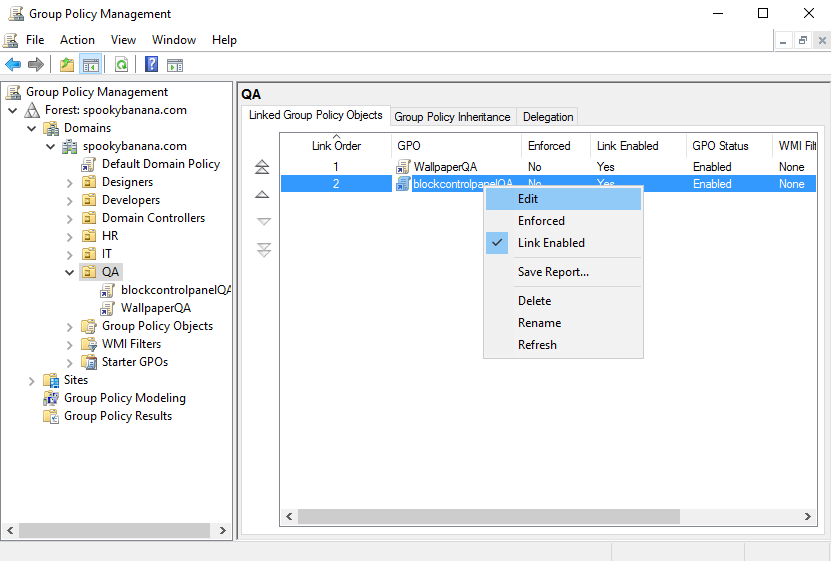 Group Policy Management
File Action View Window Help
Group Policy Management
Forest: spookybanana.com
Domains
spookybanana.com
Default Domain Policy
Designers
Developers
Domain Controllers
HR
IT
QA
blockcontrolpanelQA
WallpaperQA
Group Policy Objects
WMI Filters
Starter GPOs
Sites
Group Policy Modeling
Group Policy Results
QA
Linked Group Policy Objects Group Policy Inheritance Delegation
Link Order GPO Enforced Link Enabled GPO Status WMI Filt
1 WallpaperQA No Yes Enabled None
2 blockcontrolpanelQA No Yes Enabled None
Edit
Enforced
Link Enabled
Save Report...
Delete
Rename
Refresh